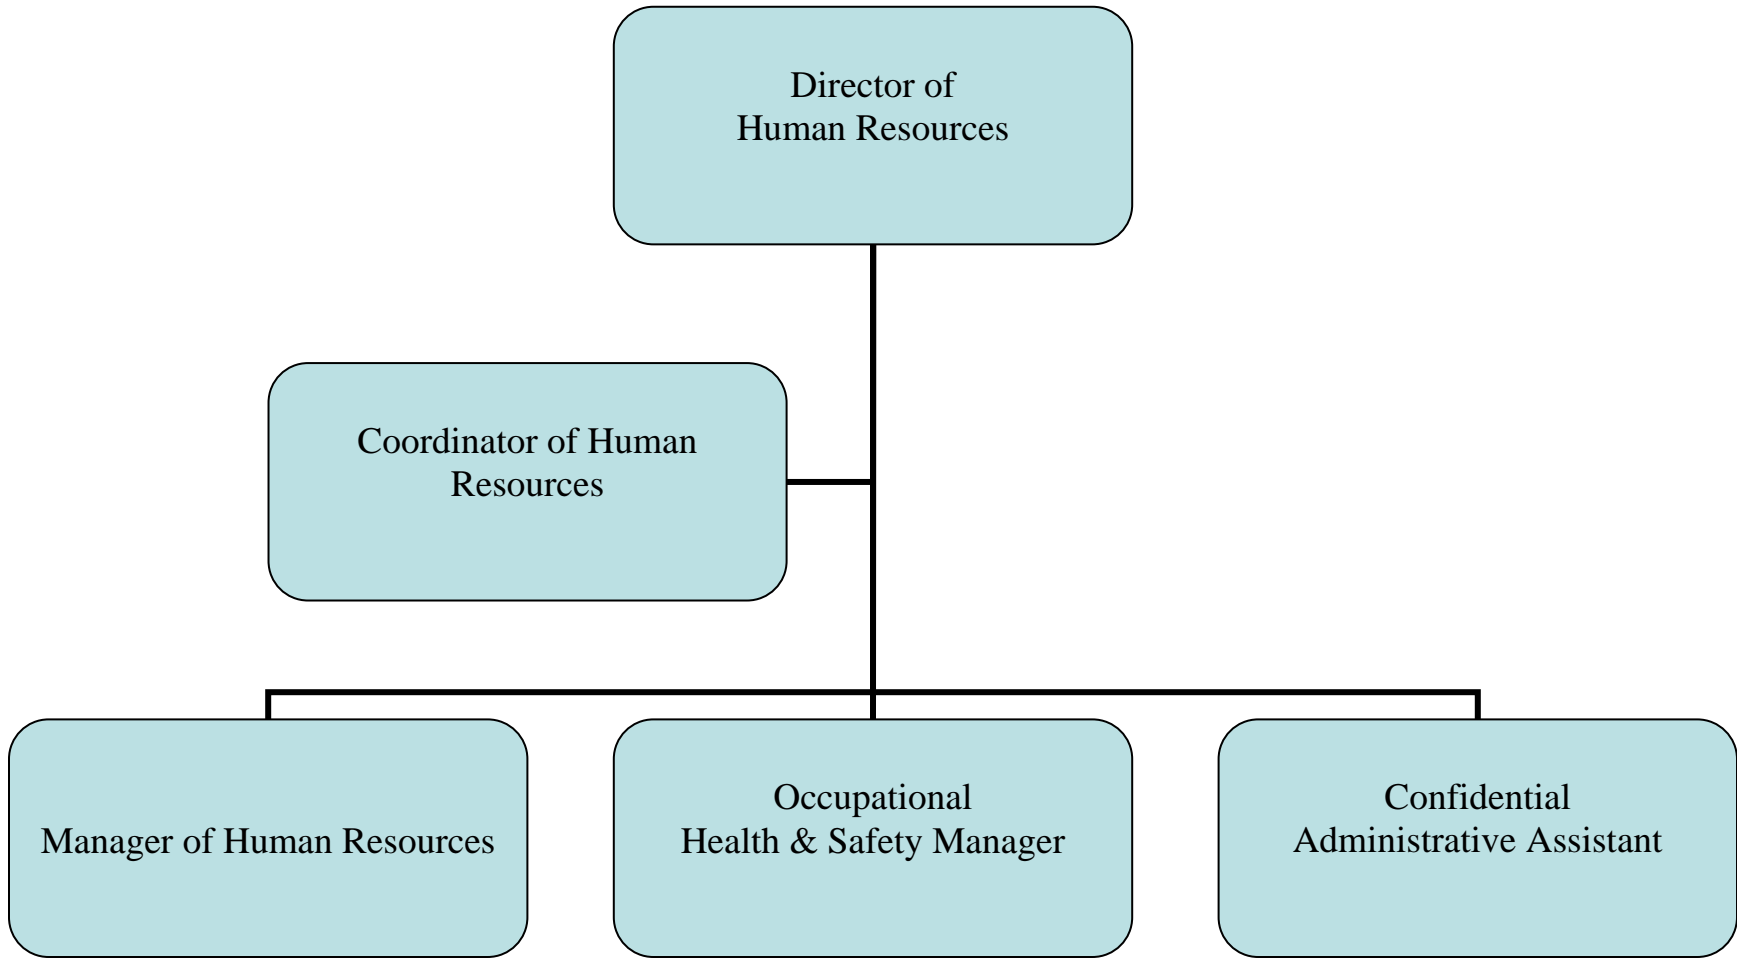 Director of
Human Resources
Coordinator of Human
Resources
Manager of Human Resources
Occupational
Health & Safety Manager
Confidential
Administrative Assistant